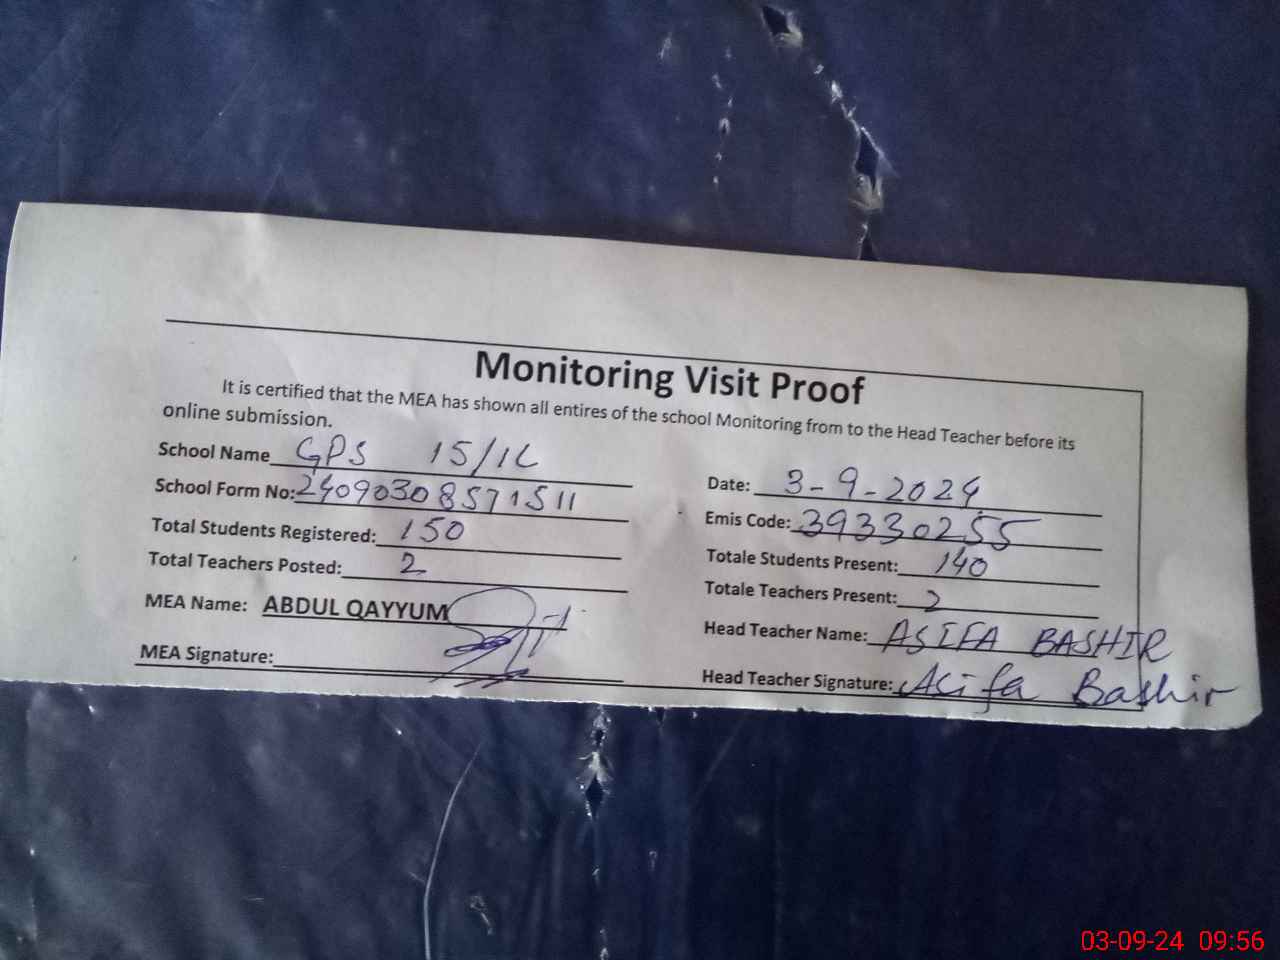 Monitoring Visit Proof
It is certified that the MEA has shown all entires of the school Monitoring from to the Head Teacher before its
online submission.
School Name GPS 15/1L
Date: 3-9-2024
School Form No: 24090308571511
Emis Code: 39330255
Total Students Registered: 150
Totale Students Present: 140
Total Teachers Posted: 2
Totale Teachers Present: 2
MEA Name: ABDUL QAYYUM
Head Teacher Name: ASIFA BASHIR
MEA Signature:
Head Teacher Signature: Asifa Bashir
03-09-24 09:56